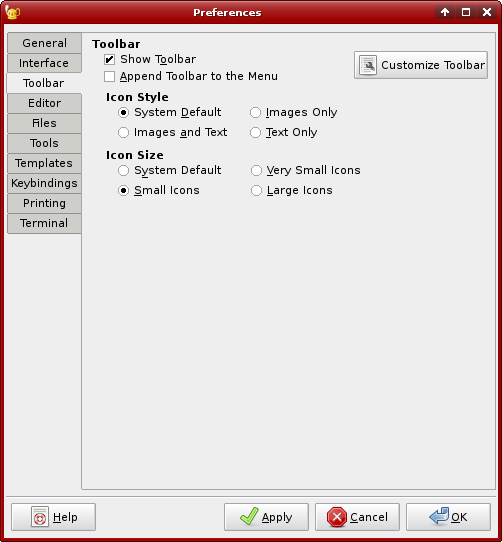 Preferences
General
Interface
Toolbar
Editor
Files
Tools
Templates
Keybindings
Printing
Terminal
Toolbar
Show Toolbar
Append Toolbar to the Menu
Customize Toolbar
Icon Style
System Default Images Only
Images and Text Text Only
Icon Size
System Default Very Small Icons
Small Icons Large Icons
Help Apply Cancel OK